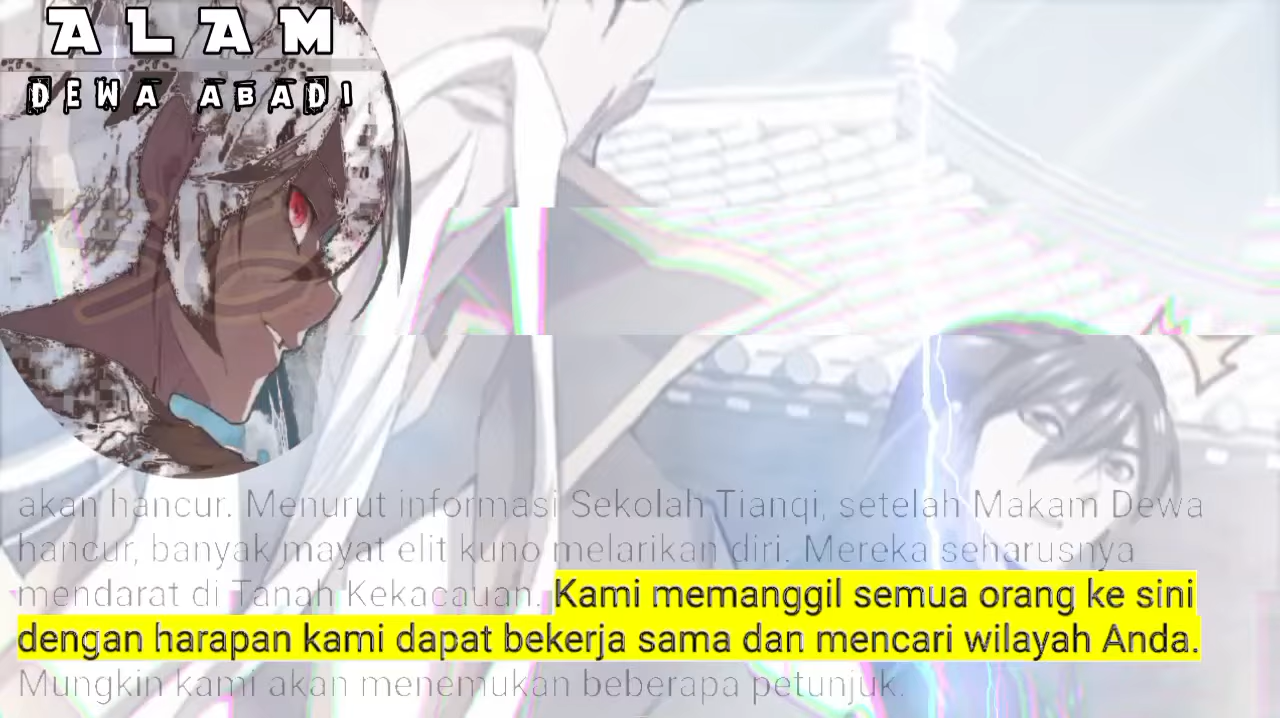 ALAM
DEWA ABADI
akan hancur. Menurut informasi Sekolah Tianqi, setelah Makam Dewa
hancur, banyak mayat elit kuno melarikan diri. Mereka seharusnya
mendarat di Tanah Kekacauan. Kami memanggil semua orang ke sini
dengan harapan kami dapat bekerja sama dan mencari wilayah Anda.
Mungkin kami akan menemukan beberapa petunjuk.